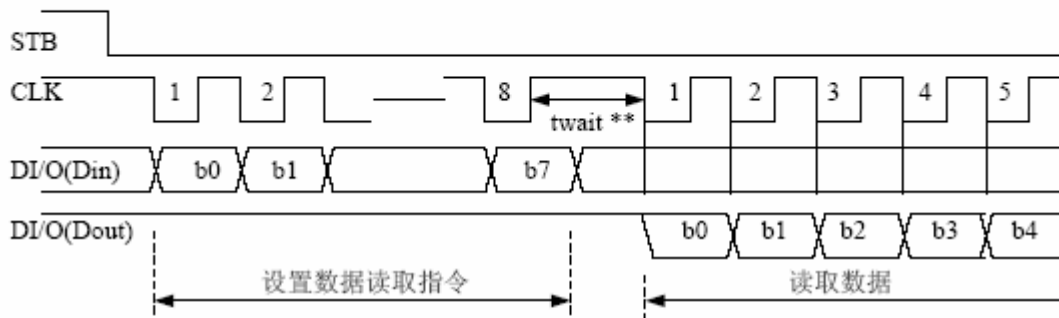 STB
CLK 1 2 8 1 2 3 4 5
twait **
DI/O(Din) b0 b1 b7
DI/O(Dout) b0 b1 b2 b3 b4
设置数据读取指令 读取数据